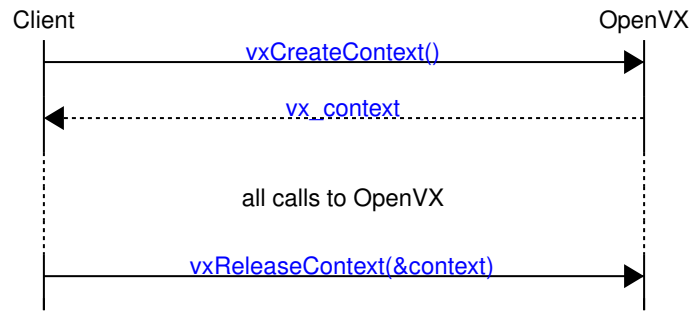 Client OpenVX
vxCreateContext()
vx_context
all calls to OpenVX
vxReleaseContext(&context)